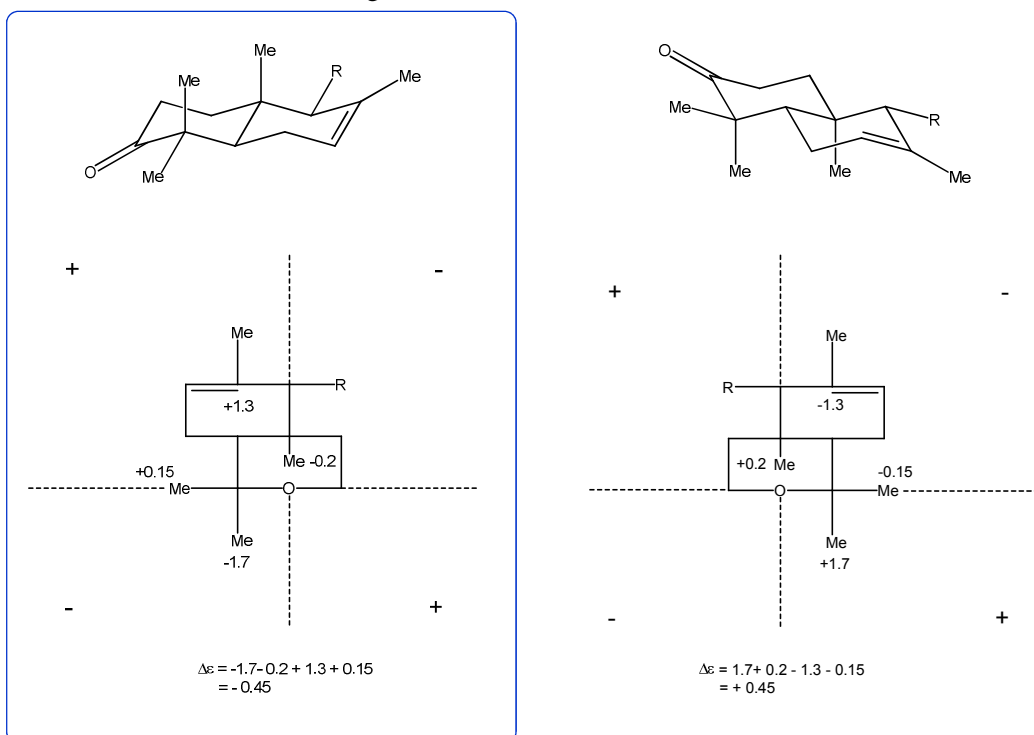 Me
R
Me
Me
O
Me
O
Me
R
Me
Me
Me
+
-
Me
R
+1.3
Me -0.2
+0.15
Me
O
Me
-1.7
-
+
Δε = -1.7- 0.2 + 1.3 + 0.15
= - 0.45
+
-
Me
R
-1.3
+0.2 Me
-0.15
O
Me
Me
+1.7
-
+
Δε = 1.7+ 0.2 - 1.3 - 0.15
= + 0.45